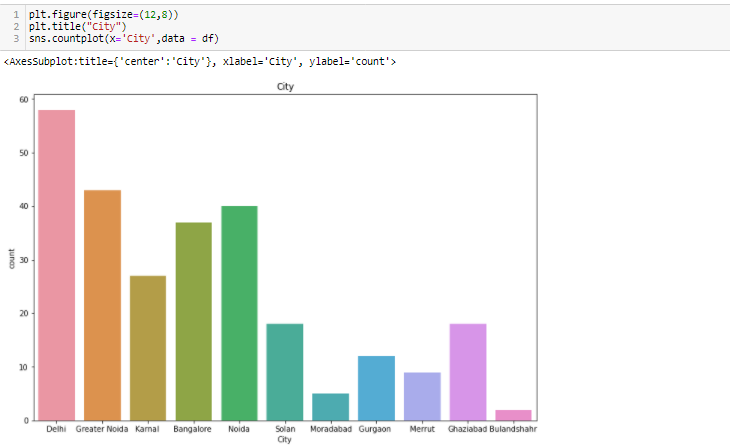 1 plt.figure(figsize=(12,8))
2 plt.title("City")
3 sns.countplot(x='City',data = df)
<AxesSubplot:title={'center':'City'}, xlabel='City', ylabel='count'>
City
60
50
40
30
20
10
0
count
Delhi Greater Noida Karnal Bangalore Noida Solan Moradabad Gurgaon Merrut Ghaziabad Bulandshahr
City